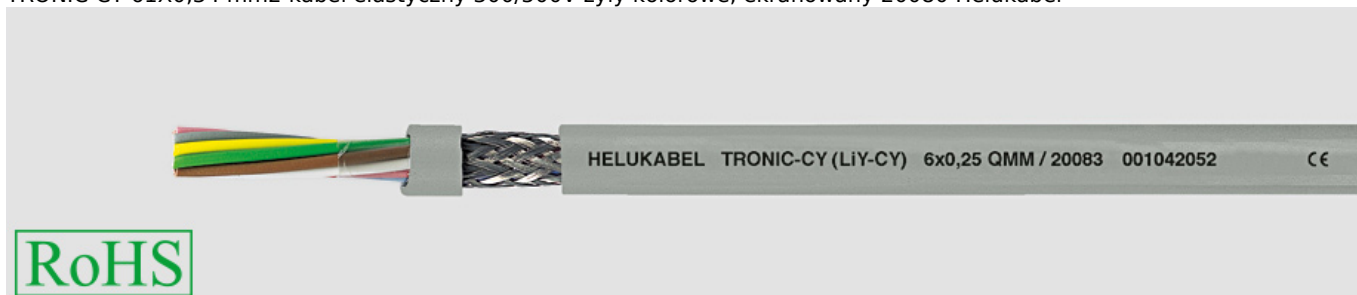 HELUKABEL TRONIC-CY (LiY-CY) 6x0,25 QMM / 20083 001042052 CE
RoHS